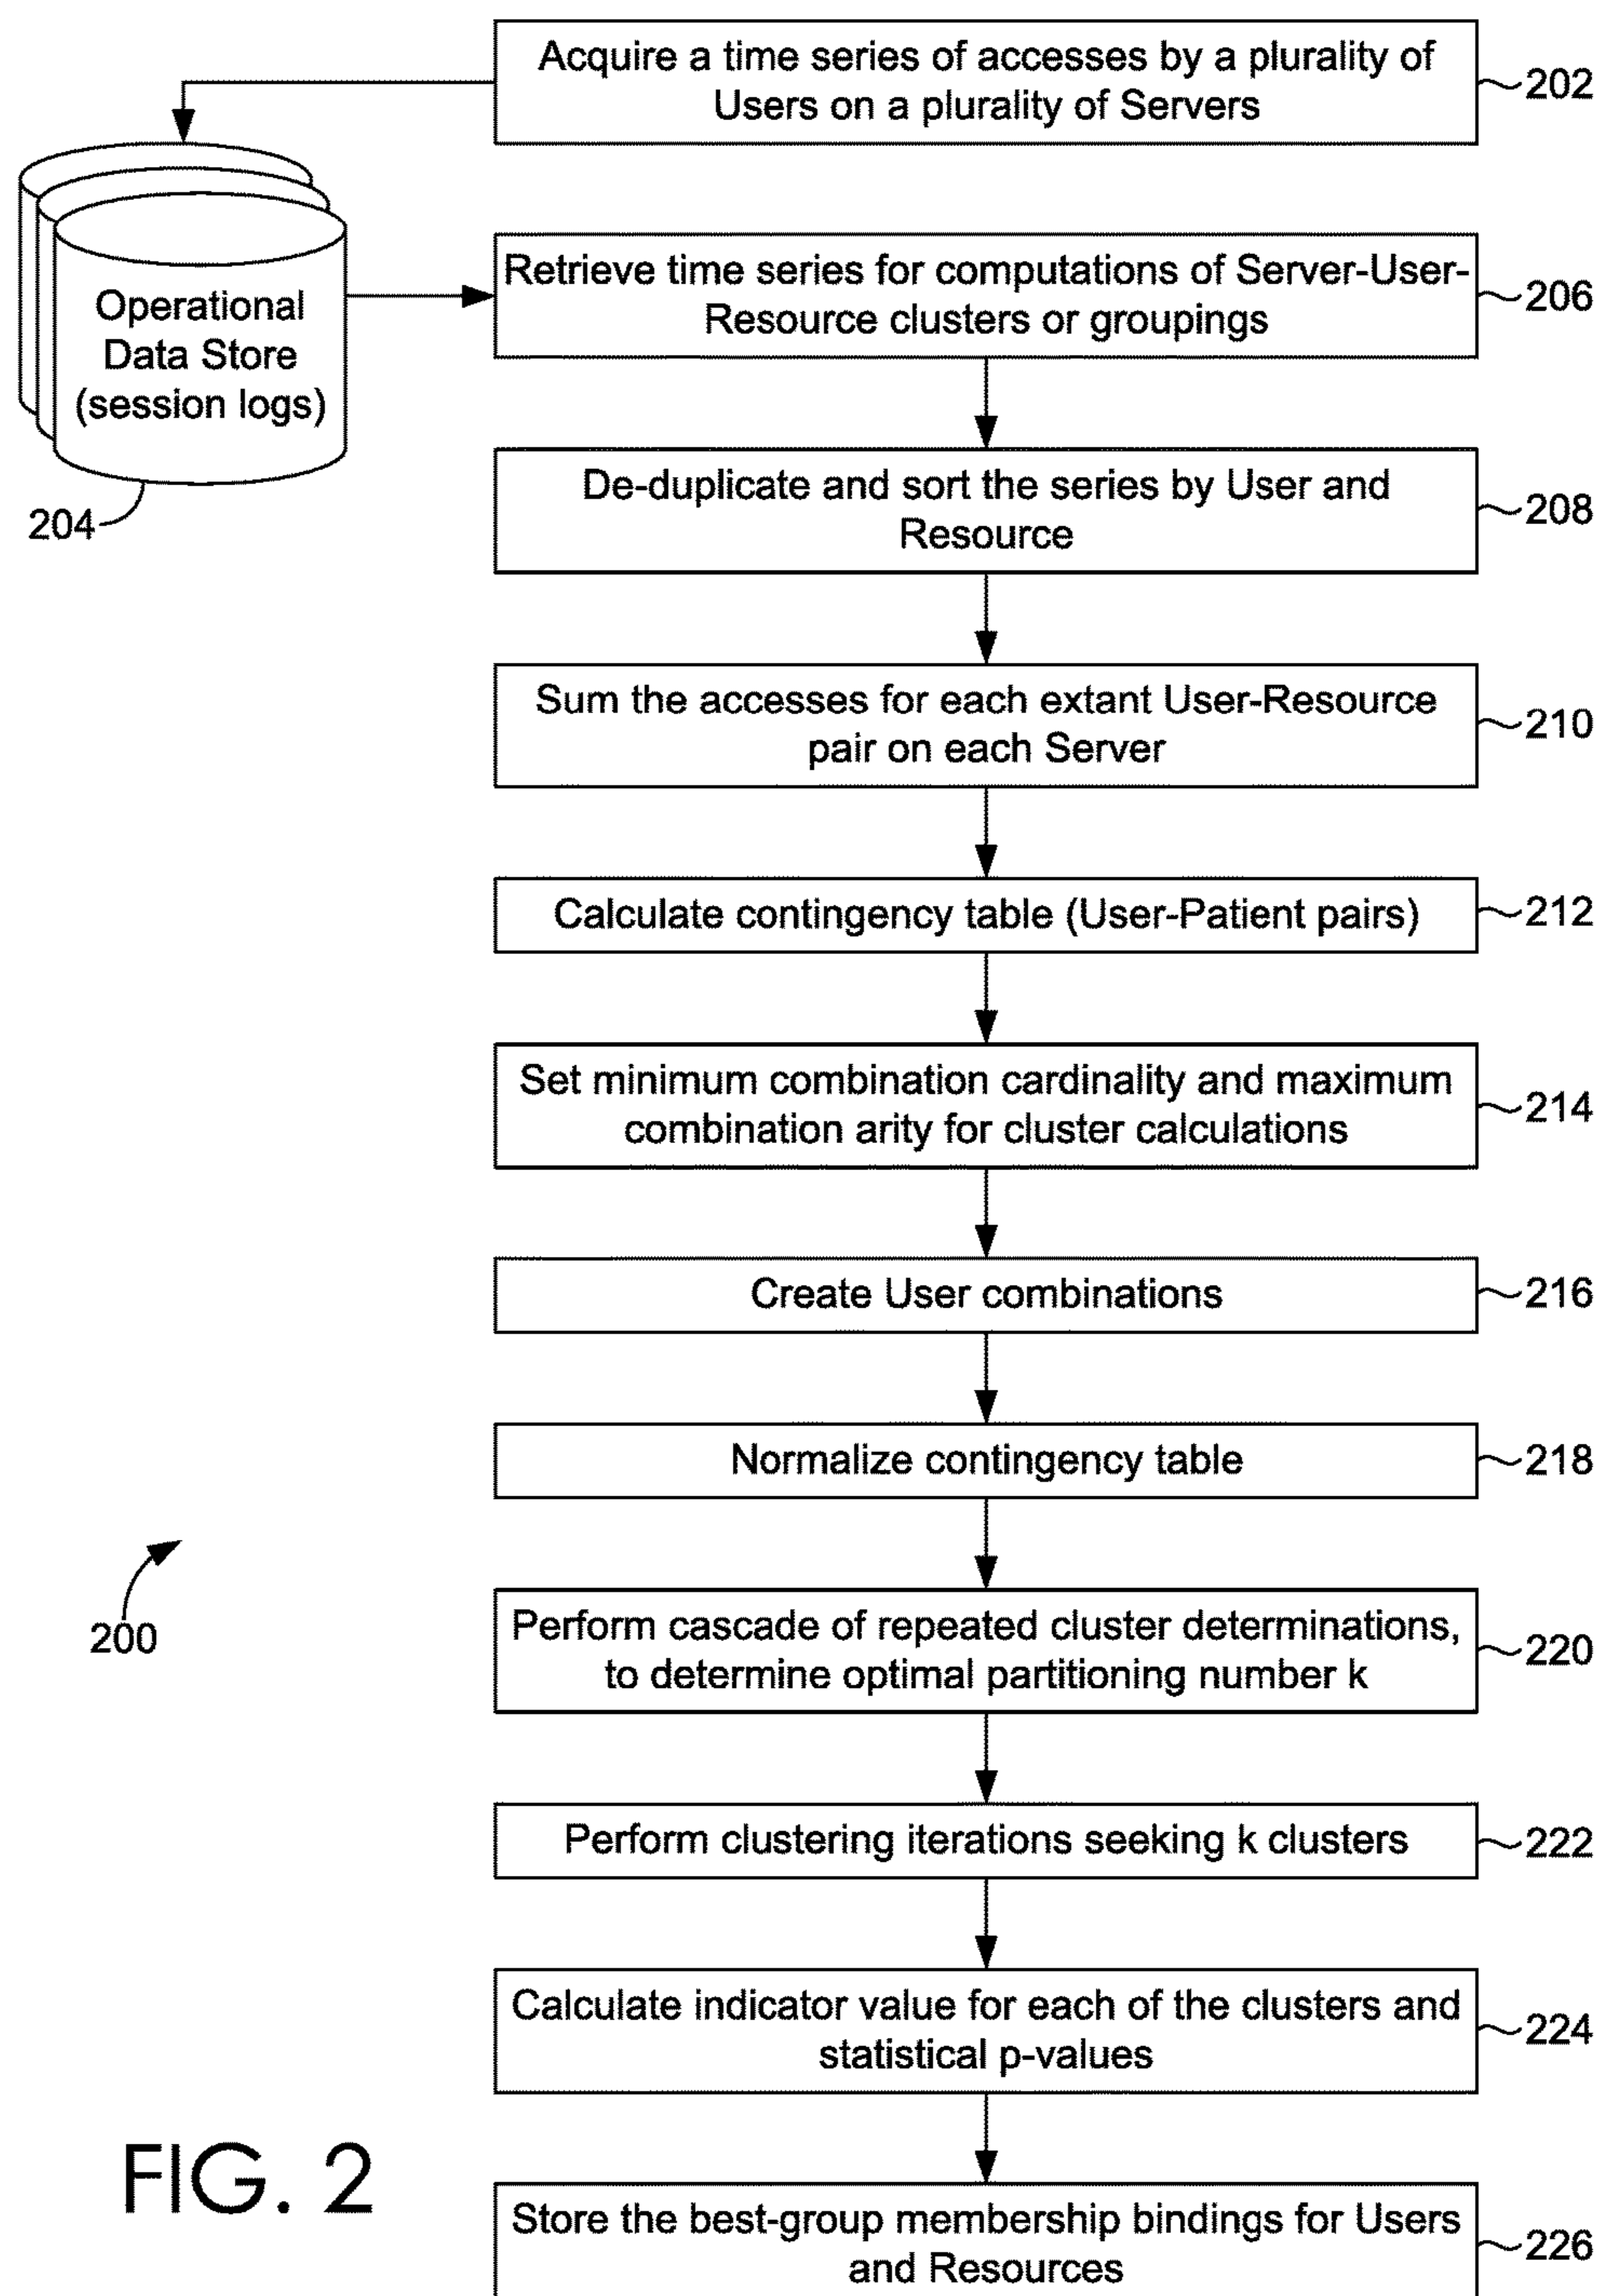 Acquire a time series of accesses by a plurality of
Users on a plurality of Servers
202
Operational
Data Store
(session logs)
204
Retrieve time series for computations of Server-User-
Resource clusters or groupings
206
De-duplicate and sort the series by User and
Resource
208
Sum the accesses for each extant User-Resource
pair on each Server
210
Calculate contingency table (User-Patient pairs)
212
Set minimum combination cardinality and maximum
combination arity for cluster calculations
214
Create User combinations
216
Normalize contingency table
218
200
Perform cascade of repeated cluster determinations,
to determine optimal partitioning number k
220
Perform clustering iterations seeking k clusters
222
Calculate indicator value for each of the clusters and
statistical p-values
224
Store the best-group membership bindings for Users
and Resources
226
FIG. 2